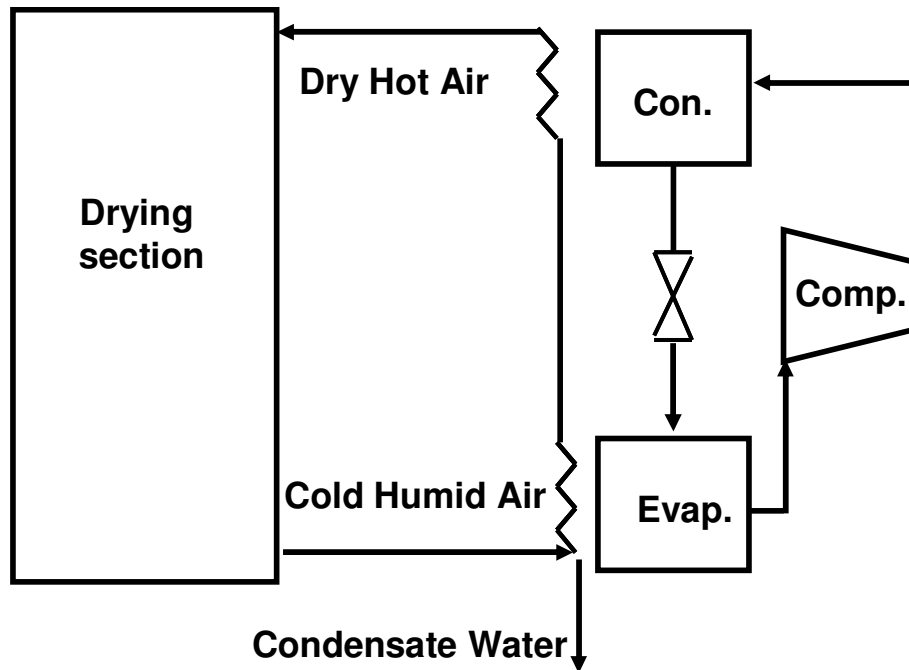 Dry Hot Air
Con.
Drying
section
Comp.
Cold Humid Air
Evap.
Condensate Water